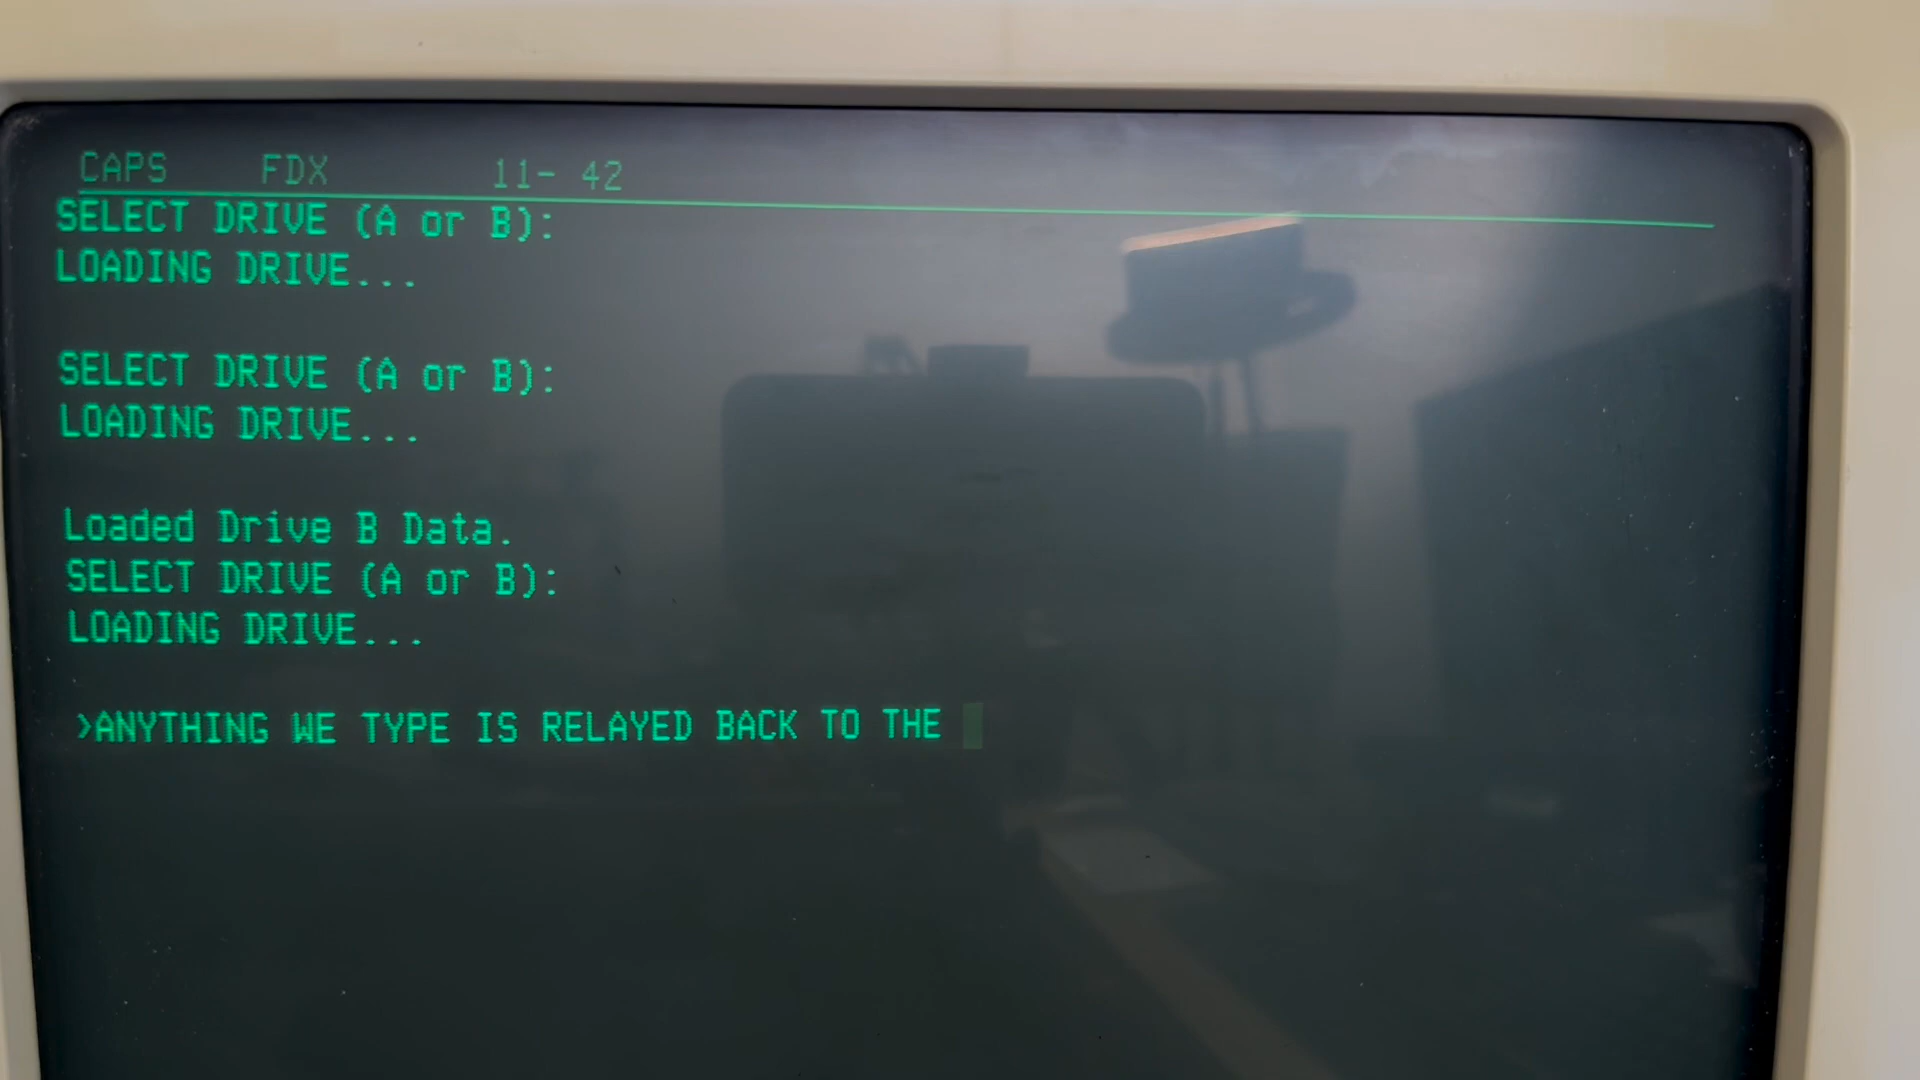 CAPS FDX 11- 42
SELECT DRIVE (A or B):
LOADING DRIVE...
SELECT DRIVE (A or B):
LOADING DRIVE...
Loaded Drive B Data.
SELECT DRIVE (A or B):
LOADING DRIVE...
>ANYTHING WE TYPE IS RELAYED BACK TO THE